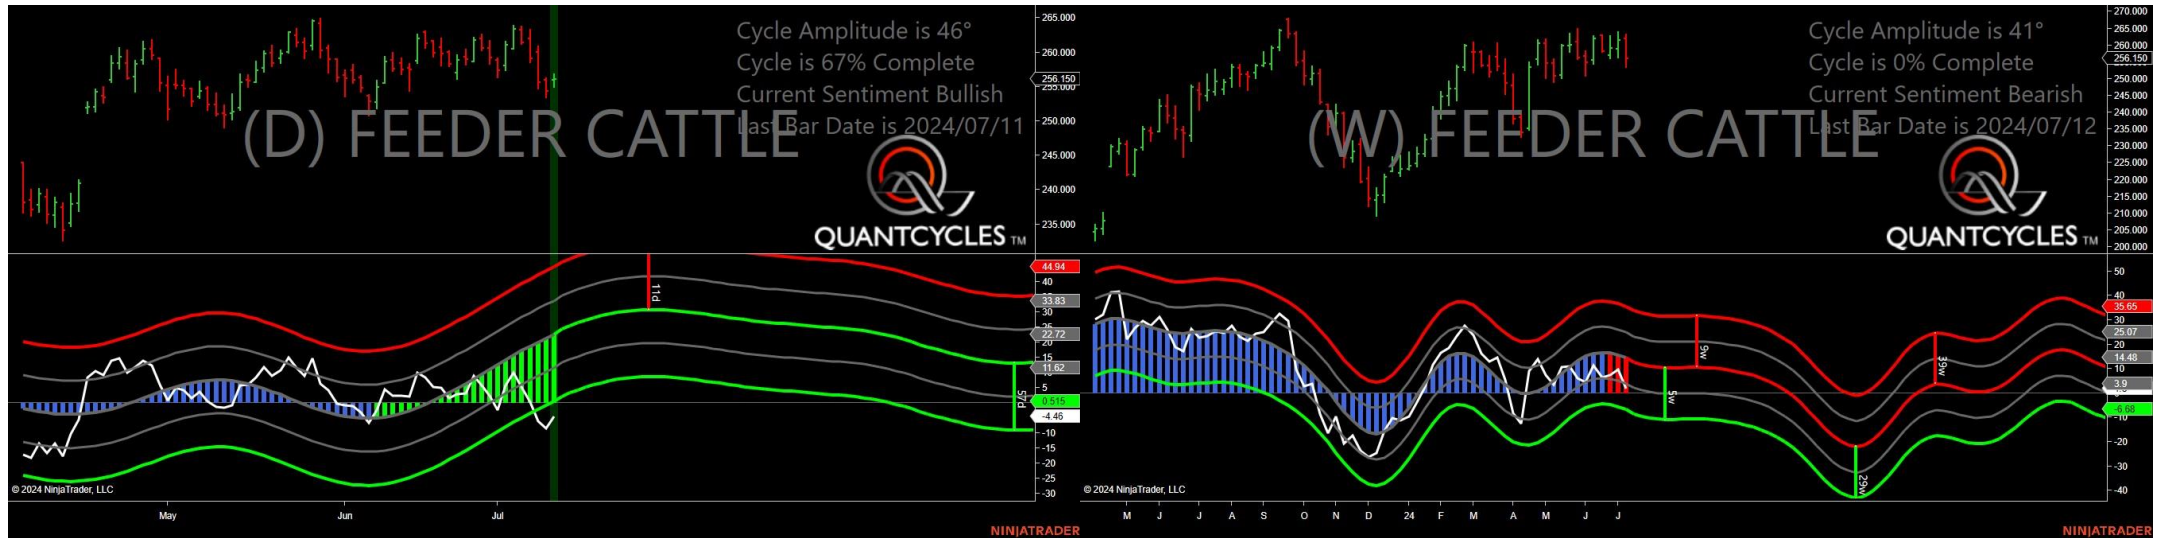 Cycle Amplitude is 46°
Cycle is 67% Complete
Current Sentiment Bullish
Last Bar Date is 2024/07/11
(D) FEEDER CATTLE
QUANTCYCLES TM
265.000
260.000
256.150
255.000
250.000
245.000
240.000
235.000
44.94
40
33.83
30
22.72
20
15
11.62
5
0.515
-4.46
-10
-15
-20
-25
-30
11d
57d
© 2024 NinjaTrader, LLC
May
Jun
Jul
NINJATRADER
Cycle Amplitude is 41°
Cycle is 0% Complete
Current Sentiment Bearish
Last Bar Date is 2024/07/12
(W) FEEDER CATTLE
QUANTCYCLES TM
270.000
265.000
260.000
256.150
250.000
245.000
240.000
235.000
230.000
225.000
220.000
215.000
210.000
205.000
200.000
50
40
35.65
30
25.07
20
14.48
10
3.9
-6.68
-10
-20
-30
-40
9w
5w
39w
29w
© 2024 NinjaTrader, LLC
M
J
J
A
S
O
N
D
24
F
M
A
M
J
J
NINJATRADER